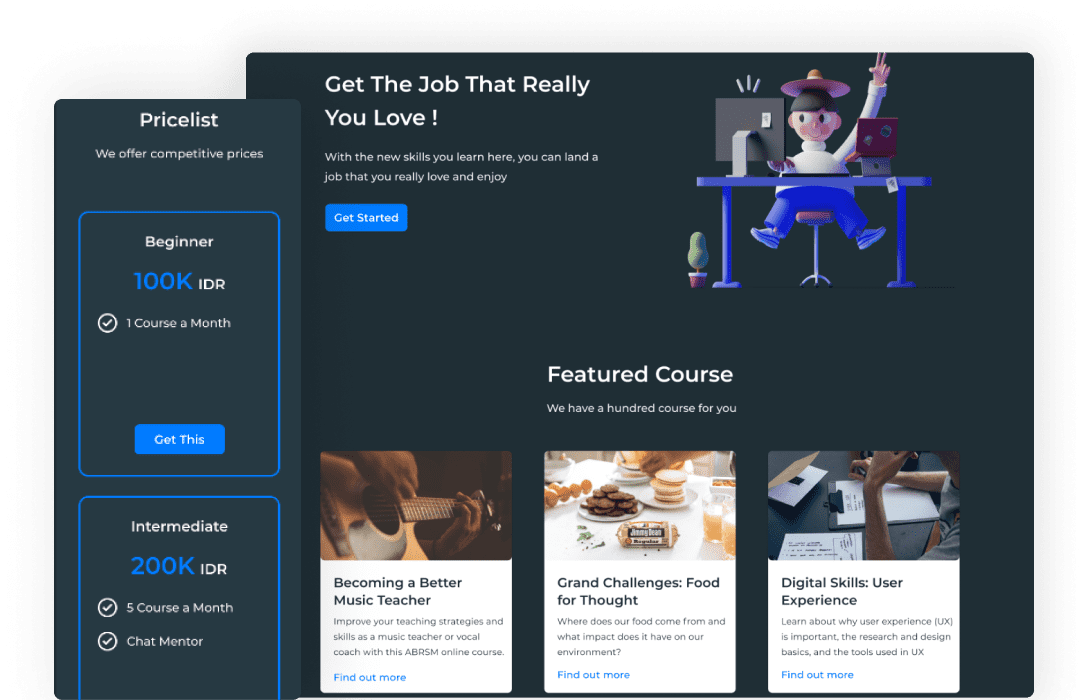 Pricelist
We offer competitive prices
Beginner
100K IDR
1 Course a Month
Get This
Intermediate
200K IDR
5 Course a Month
Chat Mentor
Get The Job That Really
You Love !
With the new skills you learn here, you can land a
job that you really love and enjoy
Get Started
Featured Course
We have a hundred course for you
Becoming a Better
Music Teacher
Improve your teaching strategies and
skills as a music teacher or vocal
coach with this ABRSM online course.
Find out more
Jimmy Dean
Regular
Grand Challenges: Food
for Thought
Where does our food come from and
what impact does it have on our
environment?
Find out more
Digital Skills: User
Experience
Learn about why user experience (UX)
is important, the research and design
basics, and the tools used in UX
Find out more